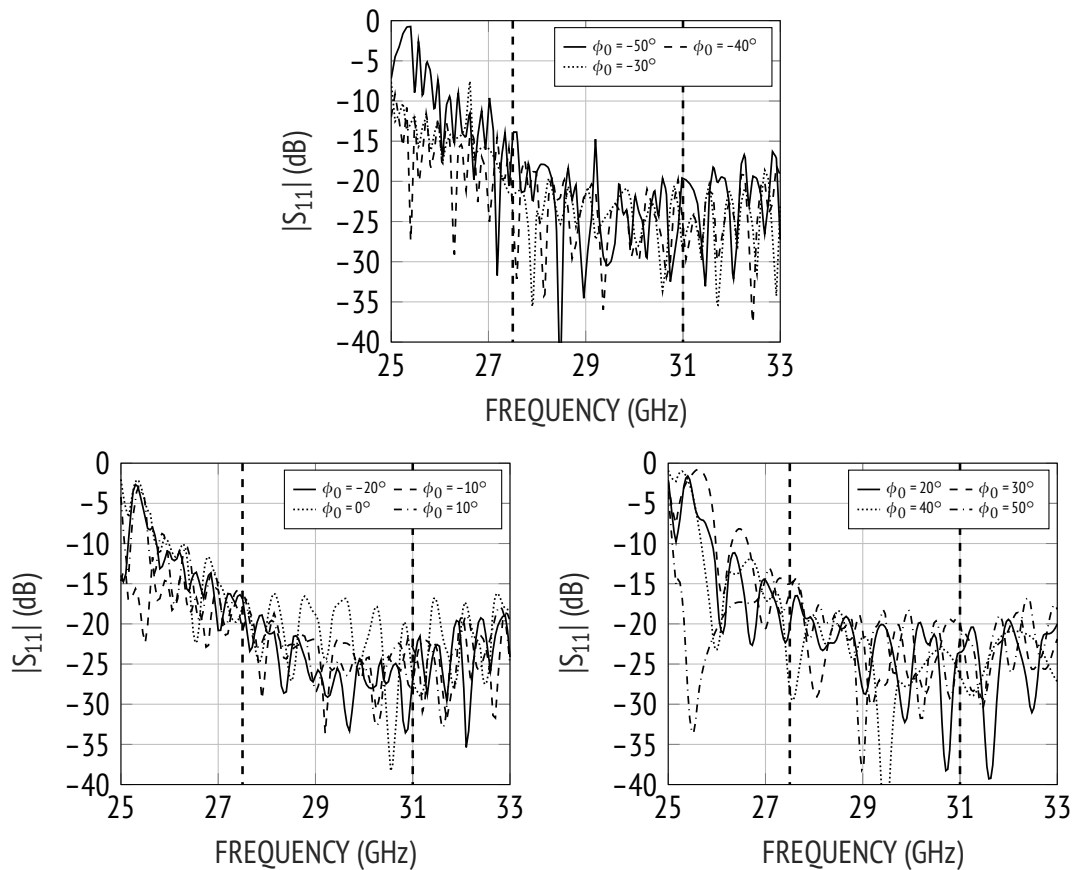 |S₁₁| (dB)
0
−5
−10
−15
−20
−25
−30
−35
−40
25 27 29 31 33
FREQUENCY (GHz)
ϕ₀ = −50° ϕ₀ = −40°
ϕ₀ = −30°
|S₁₁| (dB)
0
−5
−10
−15
−20
−25
−30
−35
−40
25 27 29 31 33
FREQUENCY (GHz)
ϕ₀ = −20° ϕ₀ = −10°
ϕ₀ = 0° ϕ₀ = 10°
|S₁₁| (dB)
0
−5
−10
−15
−20
−25
−30
−35
−40
25 27 29 31 33
FREQUENCY (GHz)
ϕ₀ = 20° ϕ₀ = 30°
ϕ₀ = 40° ϕ₀ = 50°